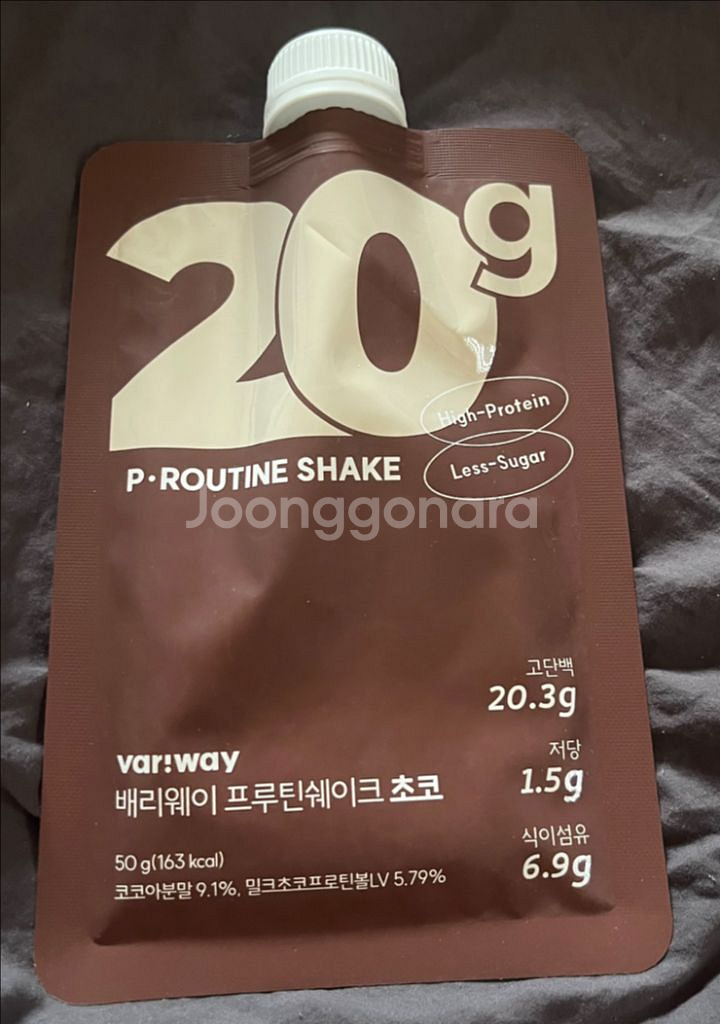 20g
High-Protein
Less-Sugar
P·ROUTINE SHAKE
Joonggonara
고단백
20.3g
저당
1.5g
식이섬유
6.9g
var!way
배리웨이 프루틴쉐이크 초코
50 g(163 kcal)
코코아분말 9.1%, 밀크초코프로틴볼LV 5.79%